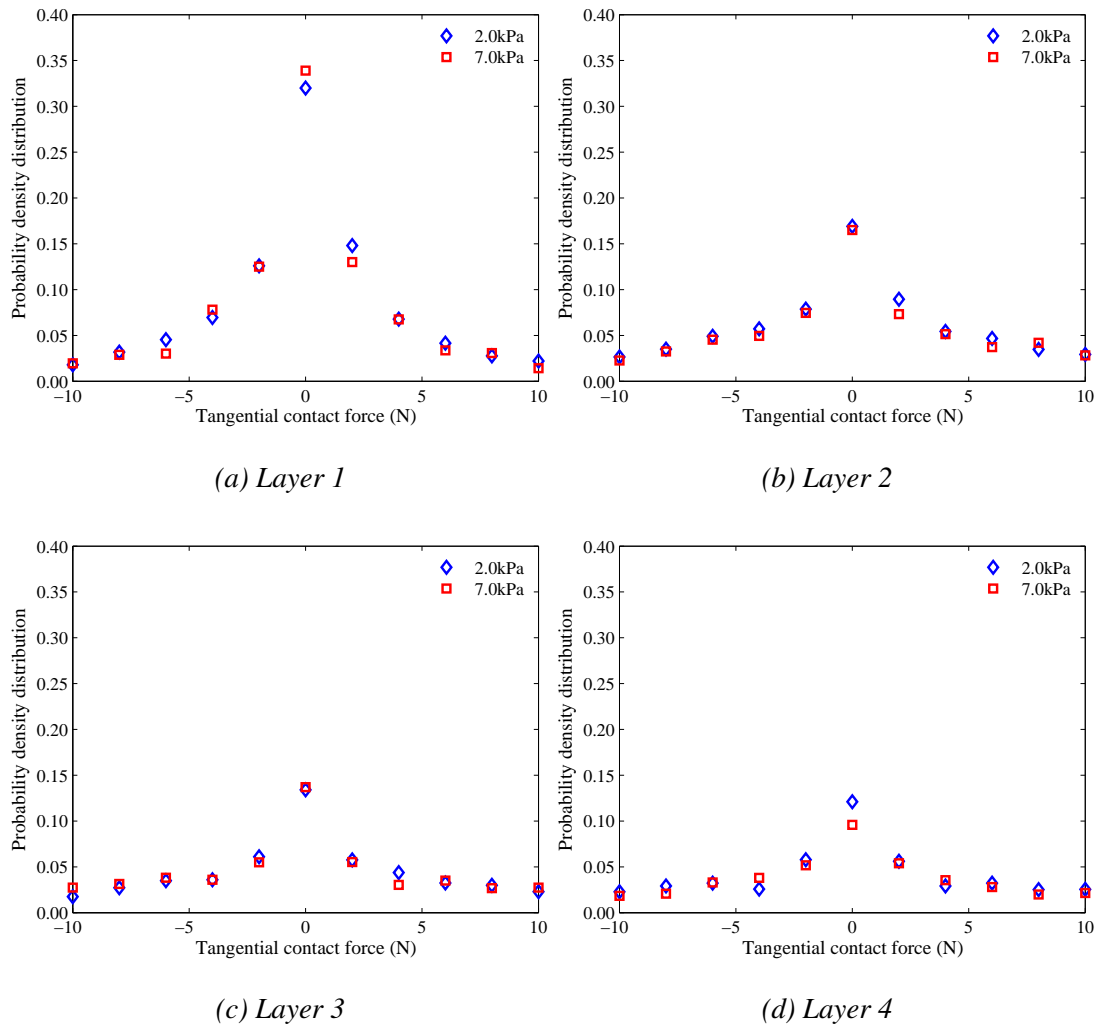 0.40
0.35
0.30
0.25
0.20
0.15
0.10
0.05
0.00
−10
−5
0
5
10
Probability density distribution
Tangential contact force (N)
2.0kPa
7.0kPa
(a) Layer 1
0.40
0.35
0.30
0.25
0.20
0.15
0.10
0.05
0.00
−10
−5
0
5
10
Probability density distribution
Tangential contact force (N)
2.0kPa
7.0kPa
(b) Layer 2
0.40
0.35
0.30
0.25
0.20
0.15
0.10
0.05
0.00
−10
−5
0
5
10
Probability density distribution
Tangential contact force (N)
2.0kPa
7.0kPa
(c) Layer 3
0.40
0.35
0.30
0.25
0.20
0.15
0.10
0.05
0.00
−10
−5
0
5
10
Probability density distribution
Tangential contact force (N)
2.0kPa
7.0kPa
(d) Layer 4